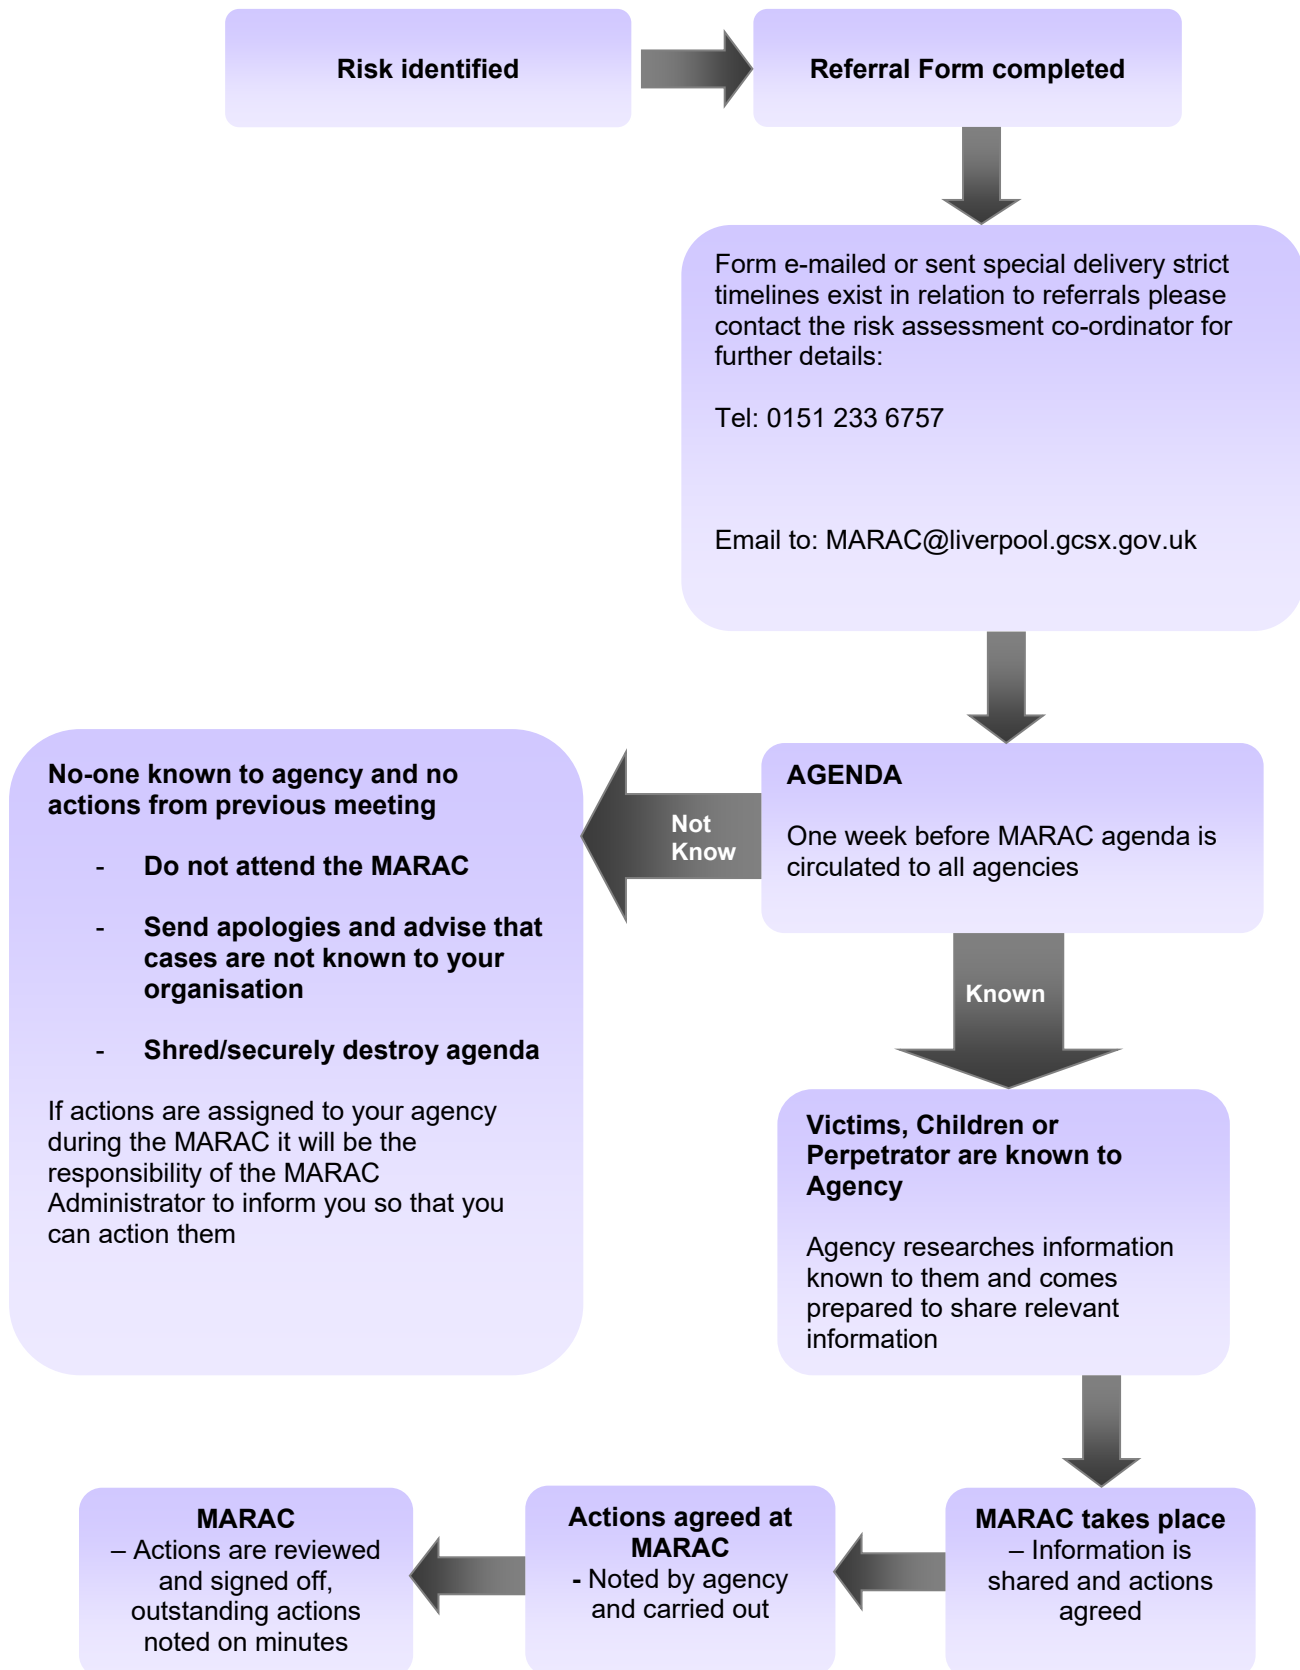 Risk identified
Referral Form completed
Form e-mailed or sent special delivery strict
timelines exist in relation to referrals please
contact the risk assessment co-ordinator for
further details:
Tel: 0151 233 6757
Email to: MARAC@liverpool.gcsx.gov.uk
AGENDA
One week before MARAC agenda is
circulated to all agencies
Not
Know
No-one known to agency and no
actions from previous meeting
- Do not attend the MARAC
- Send apologies and advise that
cases are not known to your
organisation
- Shred/securely destroy agenda
If actions are assigned to your agency
during the MARAC it will be the
responsibility of the MARAC
Administrator to inform you so that you
can action them
Known
Victims, Children or
Perpetrator are known to
Agency
Agency researches information
known to them and comes
prepared to share relevant
information
MARAC takes place
– Information is
shared and actions
agreed
Actions agreed at
MARAC
- Noted by agency
and carried out
MARAC
– Actions are reviewed
and signed off,
outstanding actions
noted on minutes